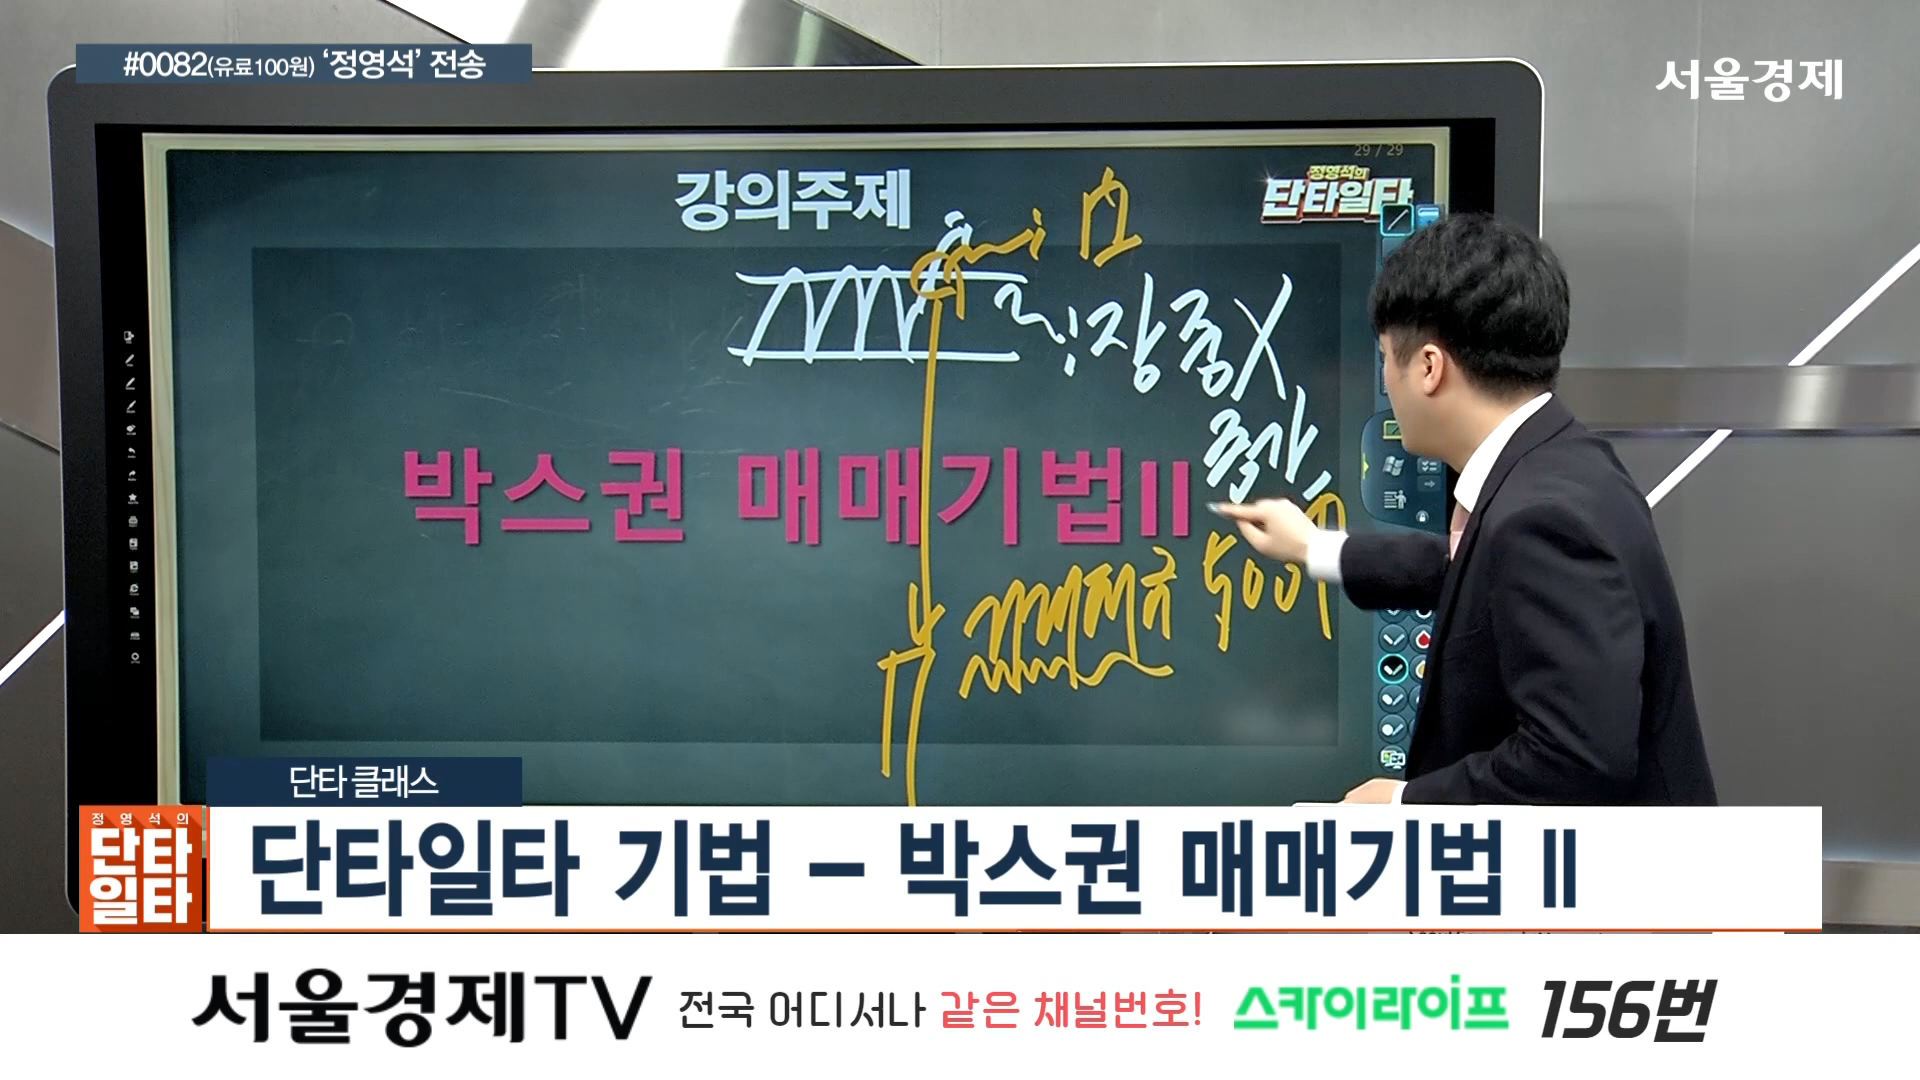 #0082(유료100원) ‘정영석’ 전송
서울경제
29 / 29
강의주제
정영석의
단타일타
장중X
종가
박스권 매매기법II
500
단타 클래스
정영석의
단타
일타
단타일타 기법 - 박스권 매매기법 II
서울경제TV 전국 어디서나 같은 채널번호! 스카이라이프 156번